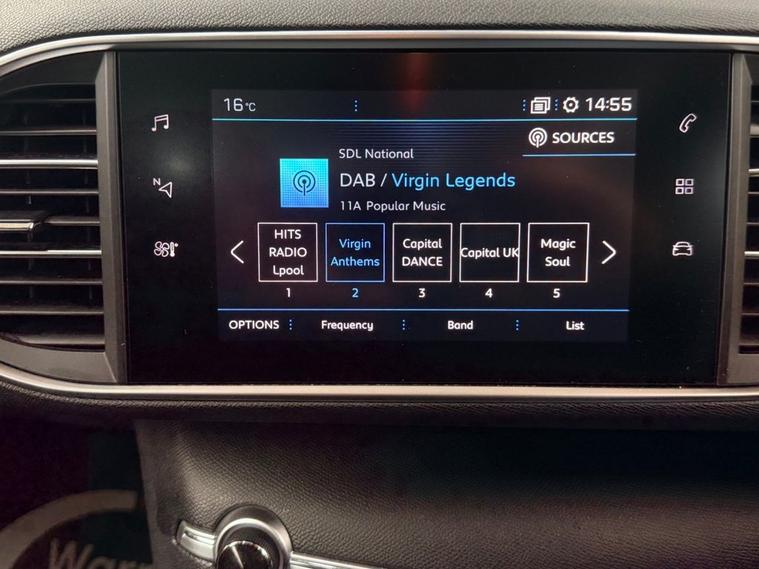 16°C
14:55
SOURCES
SDL National
DAB / Virgin Legends
11A Popular Music
HITS
RADIO
Lpool
Virgin
Anthems
Capital
DANCE
Capital UK
Magic
Soul
1
2
3
4
5
OPTIONS
Frequency
Band
List
N
Warr